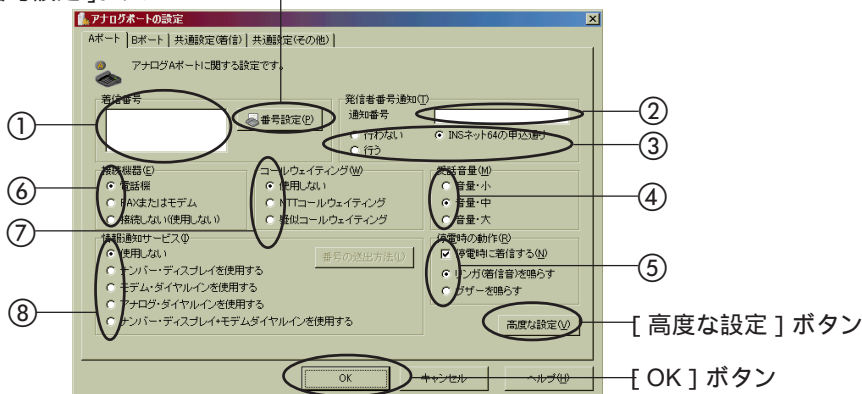 アナログポートの設定
Aポート Bポート 共通設定(着信) 共通設定(その他)
アナログAポートに関する設定です。
着信番号
番号設定(P)
発信者番号通知(T)
通知番号
行わない
INSネット64の申込通り
行う
①
②
③
接続機器(E)
電話機
FAXまたはモデム
接続しない(使用しない)
コールウェイティング(W)
使用しない
NTTコールウェイティング
疑似コールウェイティング
受話音量(M)
音量・小
音量・中
音量・大
⑥
⑦
④
情報通知サービス(I)
使用しない
ナンバー・ディスプレイを使用する
モデム・ダイヤルインを使用する
アナログ・ダイヤルインを使用する
ナンバー・ディスプレイ+モデムダイヤルインを使用する
番号の送出方法(L)
停電時の動作(R)
停電時に着信する(N)
リンガ(着信音)を鳴らす
ブザーを鳴らす
⑤
⑧
高度な設定(V)
[ 高度な設定 ] ボタン
OK
キャンセル
ヘルプ(H)
[ OK ] ボタン